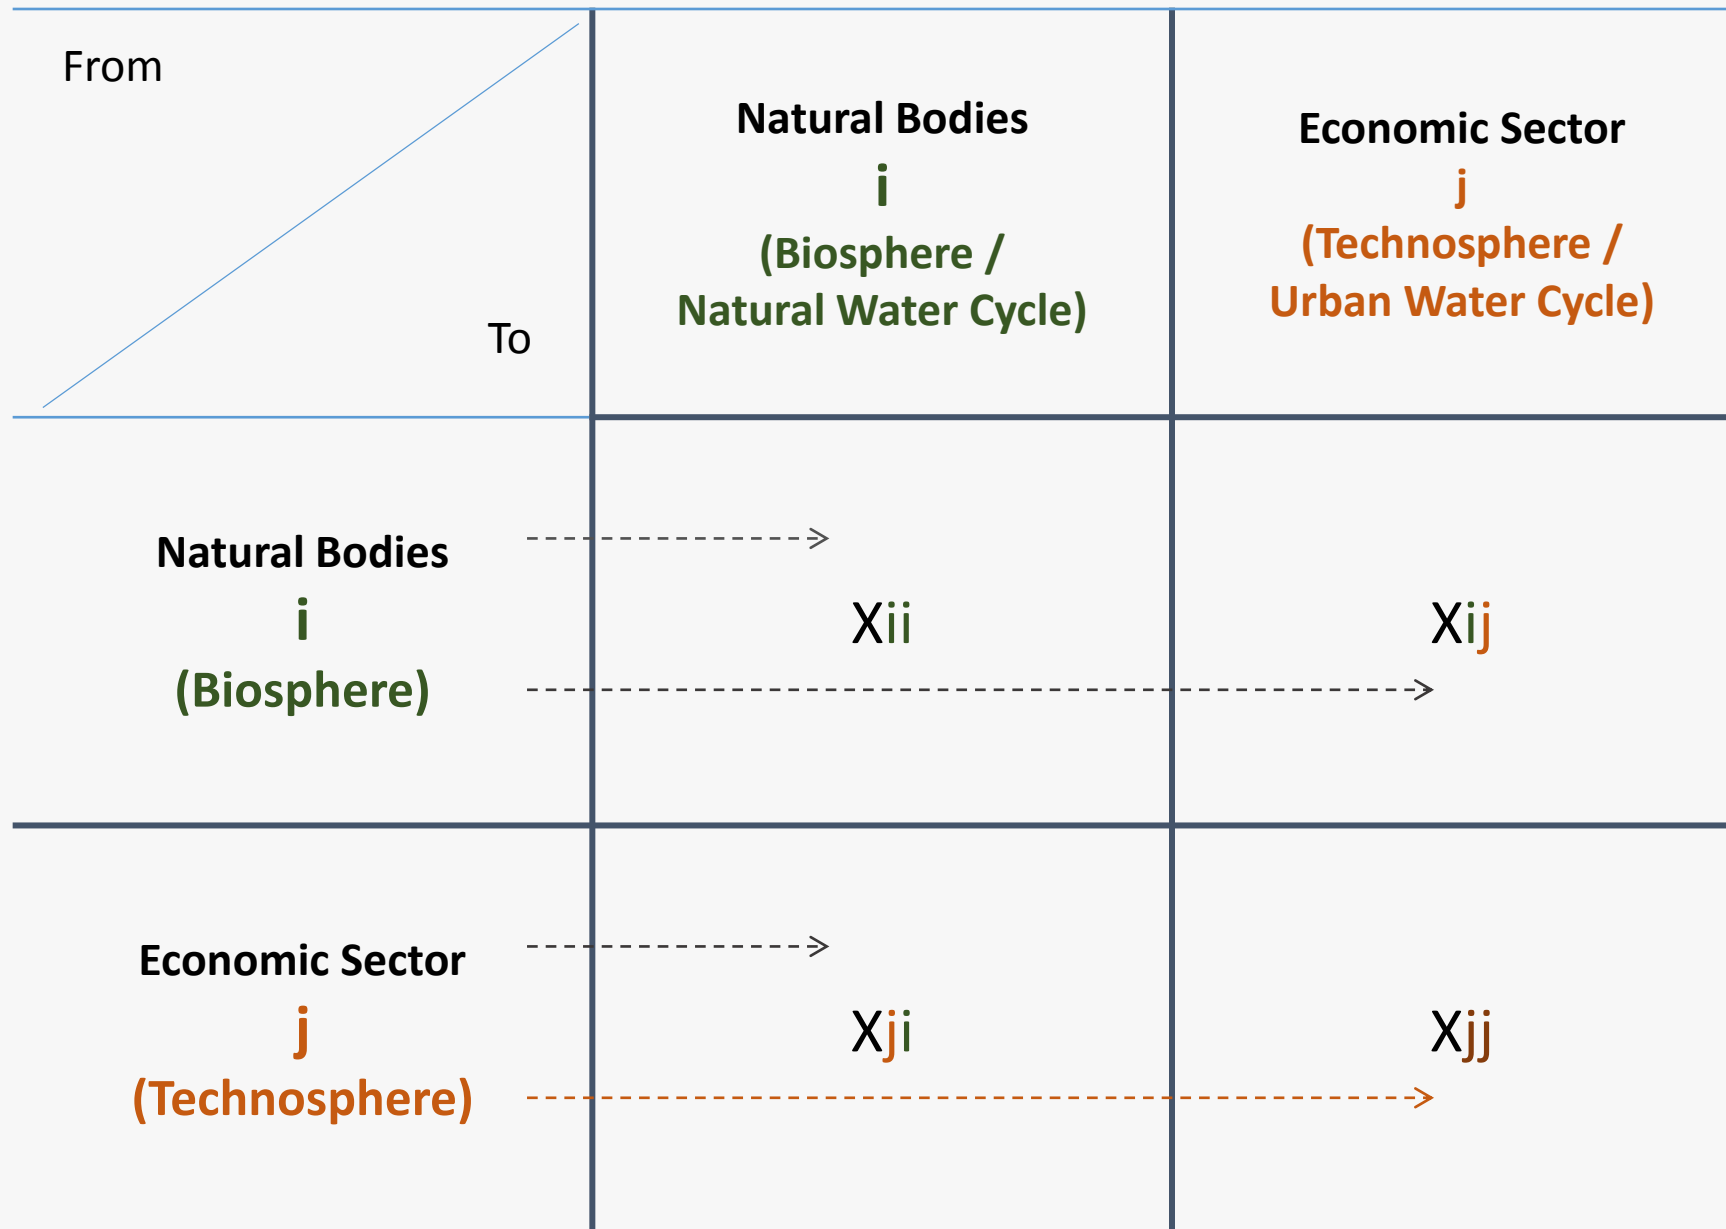 From
To
Natural Bodies
i
(Biosphere /
Natural Water Cycle)
Economic Sector
j
(Technosphere /
Urban Water Cycle)
Natural Bodies
i
(Biosphere)
Xii
Xij
Economic Sector
j
(Technosphere)
Xji
Xjj